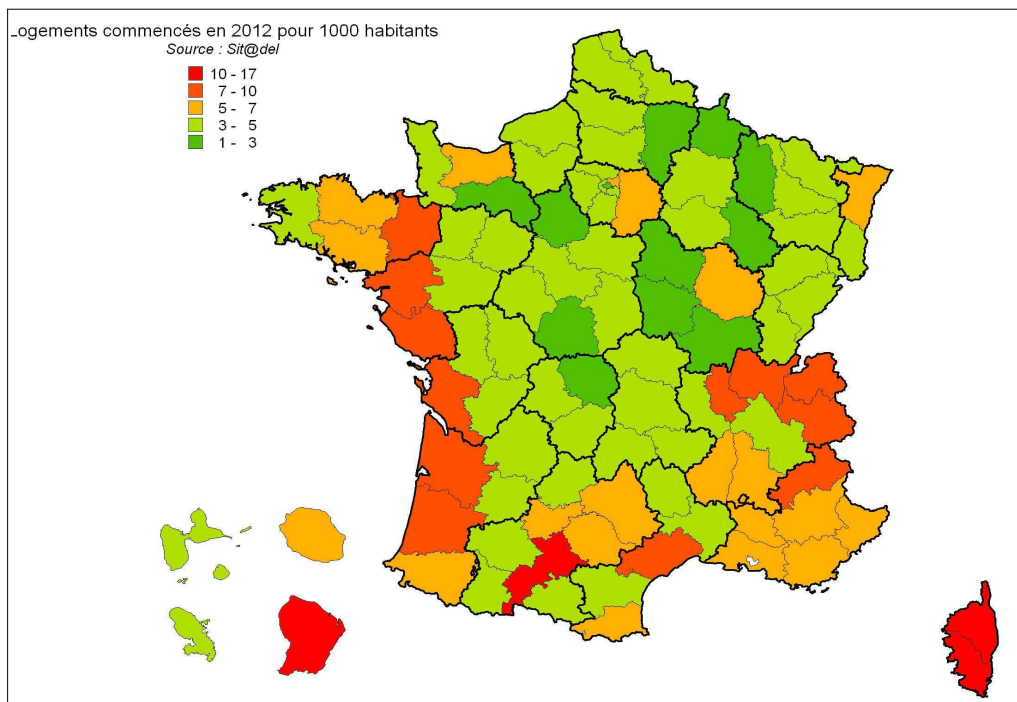 .ogements commencés en 2012 pour 1000 habitants
Source : Sit@del
10 - 17
7 - 10
5 - 7
3 - 5
1 - 3